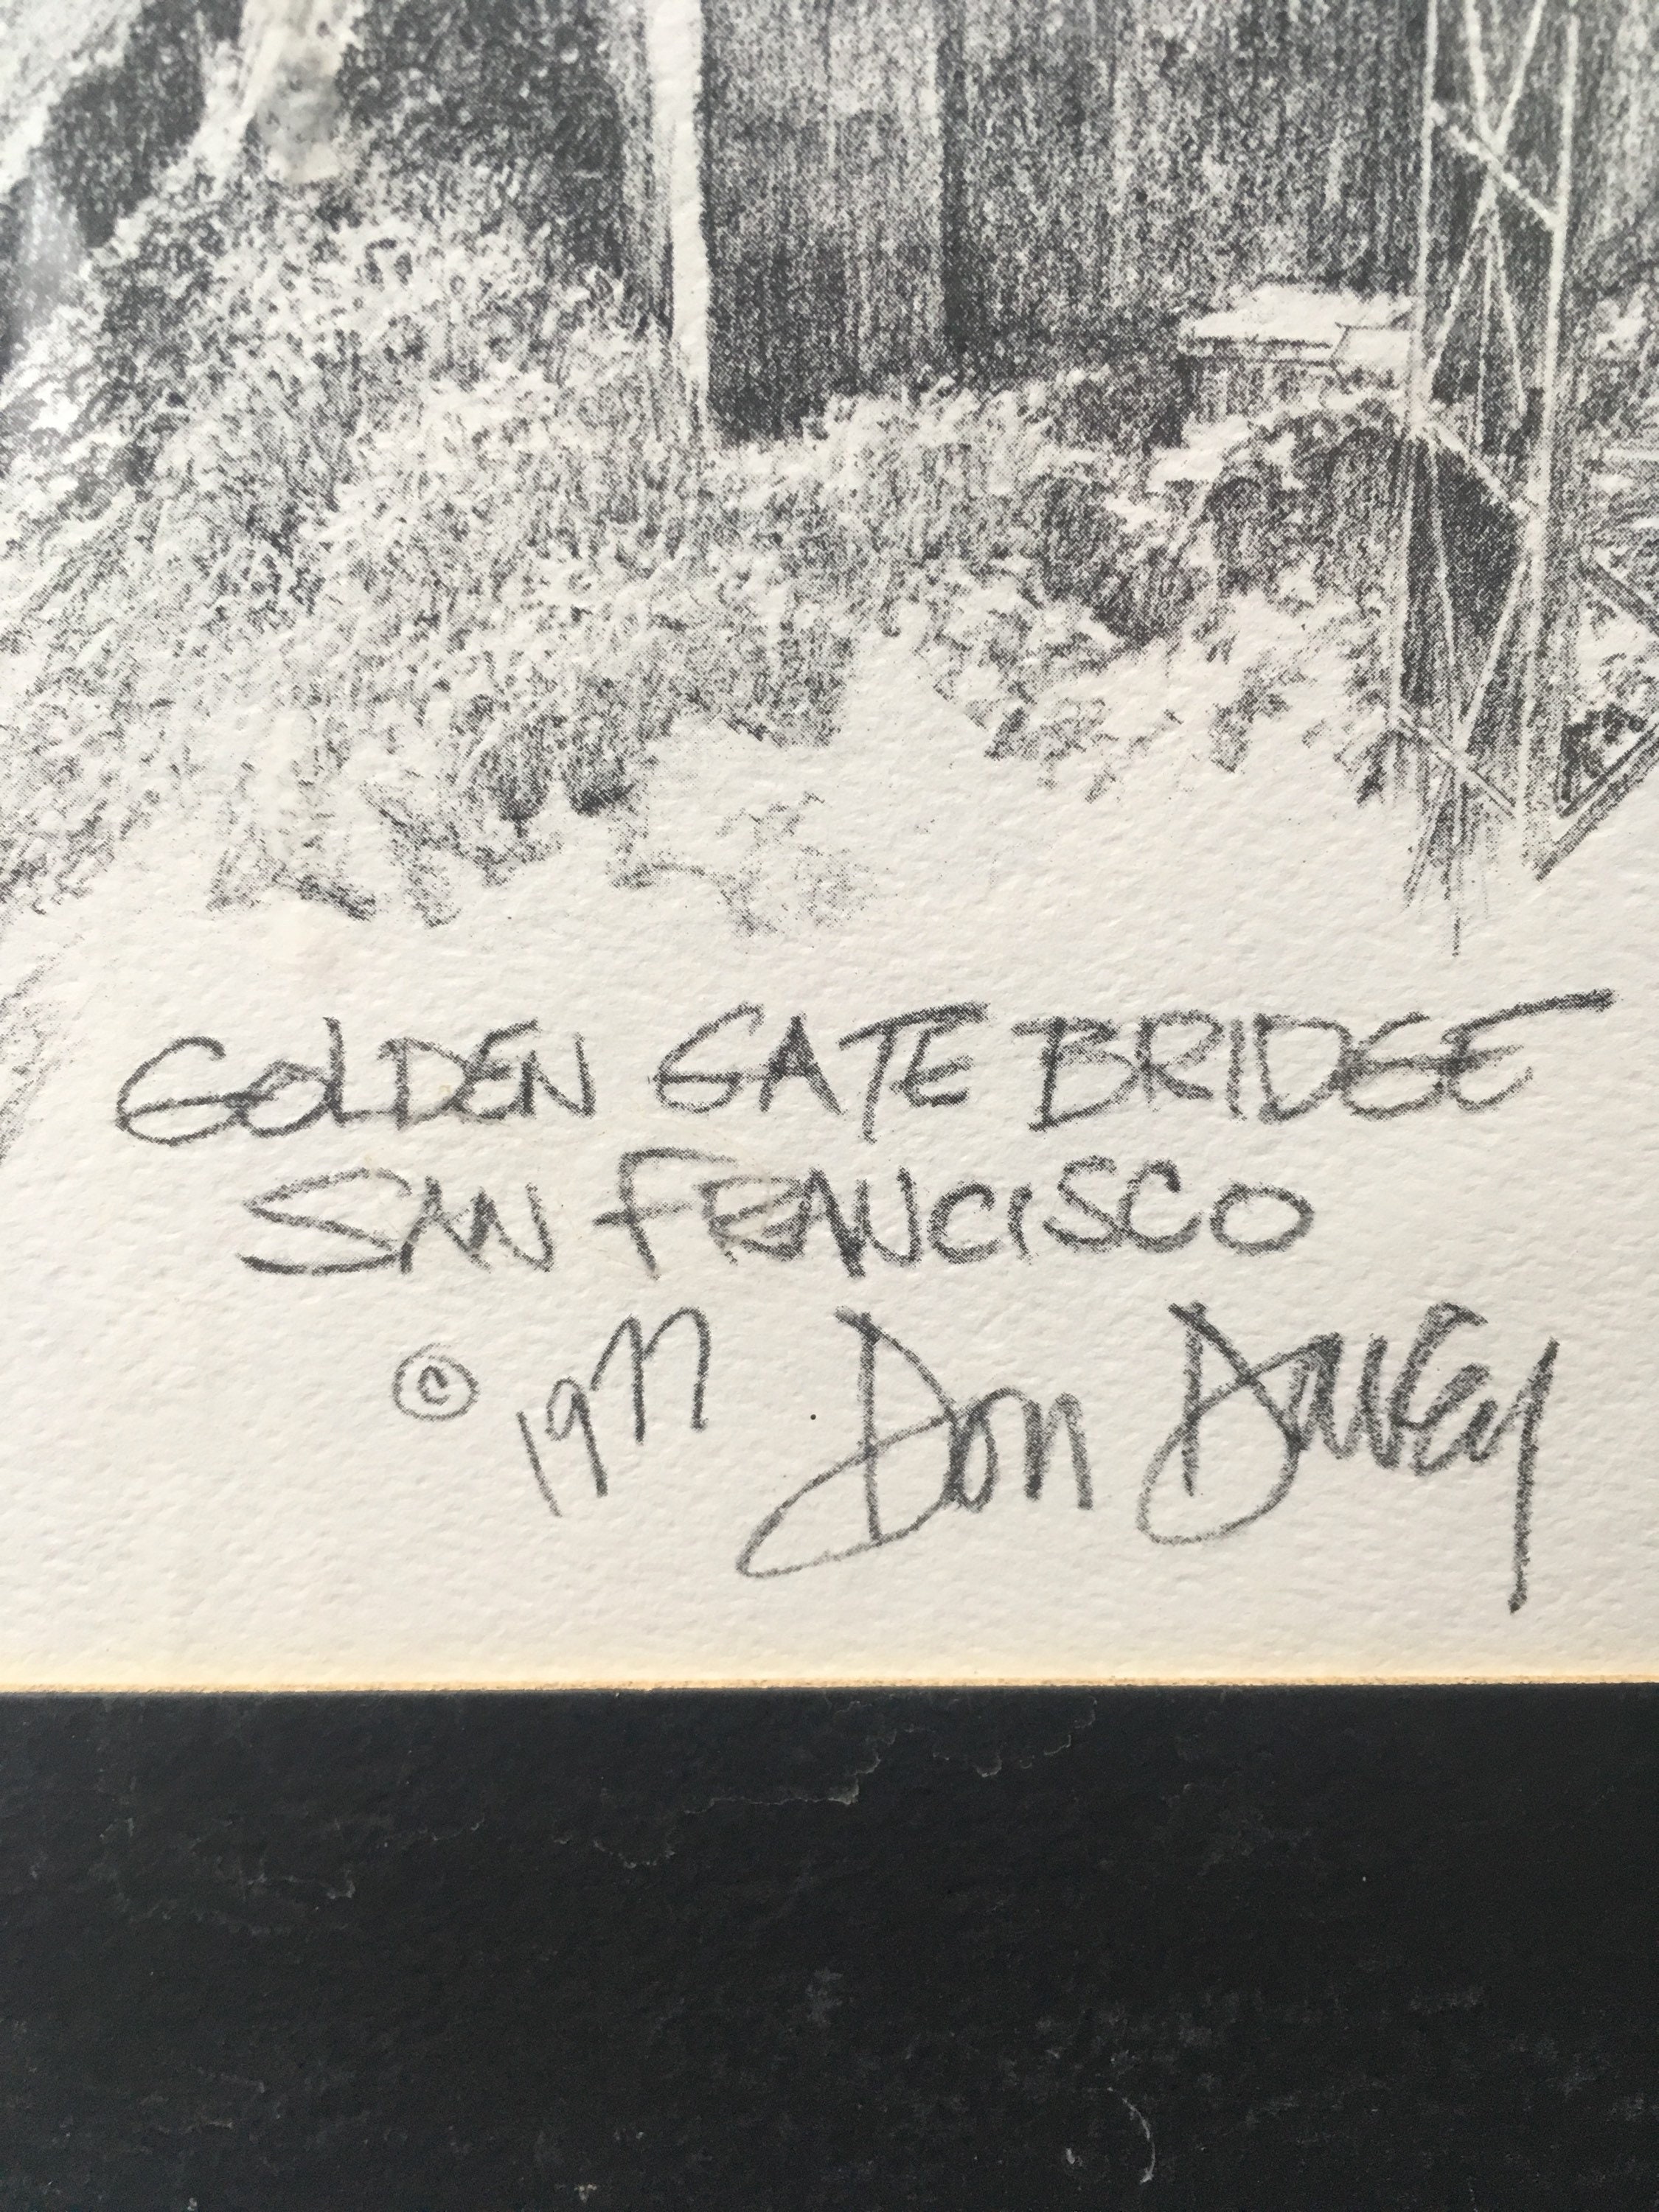 GOLDEN GATE BRIDGE
SAN FRANCISCO
© 1977 Don Davey